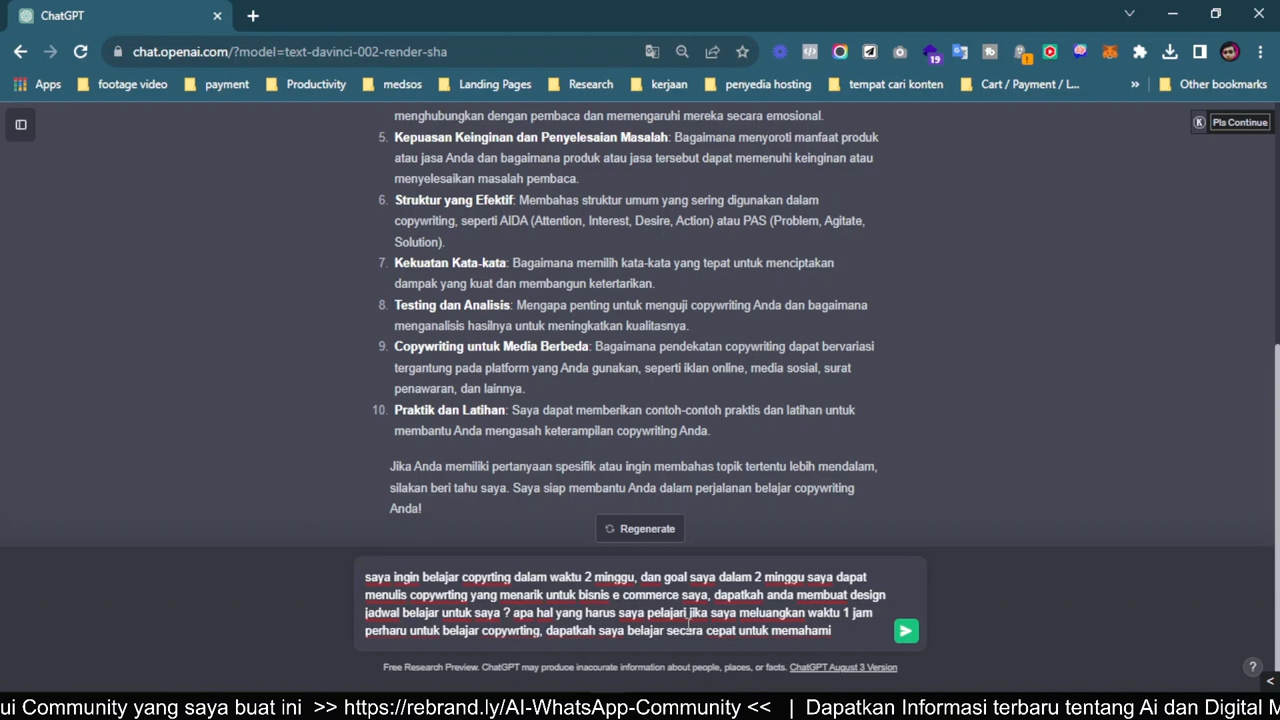 ChatGPT
chat.openai.com/?model=text-davinci-002-render-sha
19
Apps footage video payment Productivity medsos Landing Pages Research kerjaan penyedia hosting tempat cari konten Cart / Payment / L... » Other bookmarks
K Pls Continue
menghubungkan dengan pembaca dan memengaruhi mereka secara emosional.
5. Kepuasan Keinginan dan Penyelesaian Masalah: Bagaimana menyoroti manfaat produk
atau jasa Anda dan bagaimana produk atau jasa tersebut dapat memenuhi keinginan atau
menyelesaikan masalah pembaca.
6. Struktur yang Efektif: Membahas struktur umum yang sering digunakan dalam
copywriting, seperti AIDA (Attention, Interest, Desire, Action) atau PAS (Problem, Agitate,
Solution).
7. Kekuatan Kata-kata: Bagaimana memilih kata-kata yang tepat untuk menciptakan
dampak yang kuat dan membangun ketertarikan.
8. Testing dan Analisis: Mengapa penting untuk menguji copywriting Anda dan bagaimana
menganalisis hasilnya untuk meningkatkan kualitasnya.
9. Copywriting untuk Media Berbeda: Bagaimana pendekatan copywriting dapat bervariasi
tergantung pada platform yang Anda gunakan, seperti iklan online, media sosial, surat
penawaran, dan lainnya.
10. Praktik dan Latihan: Saya dapat memberikan contoh-contoh praktis dan latihan untuk
membantu Anda mengasah keterampilan copywriting Anda.
Jika Anda memiliki pertanyaan spesifik atau ingin membahas topik tertentu lebih mendalam,
silakan beri tahu saya. Saya siap membantu Anda dalam perjalanan belajar copywriting
Anda!
Regenerate
saya ingin belajar copyrting dalam waktu 2 minggu, dan goal saya dalam 2 minggu saya dapat
menulis copywrting yang menarik untuk bisnis e commerce saya, dapatkah anda membuat design
jadwal belajar untuk saya ? apa hal yang harus saya pelajari jika saya meluangkan waktu 1 jam
perharu untuk belajar copywrting, dapatkah saya belajar secara cepat untuk memahami
Free Research Preview. ChatGPT may produce inaccurate information about people, places, or facts. ChatGPT August 3 Version
?
<
ui Community yang saya buat ini >> https://rebrand.ly/AI-WhatsApp-Community << | Dapatkan Informasi terbaru tentang Ai dan Digital M